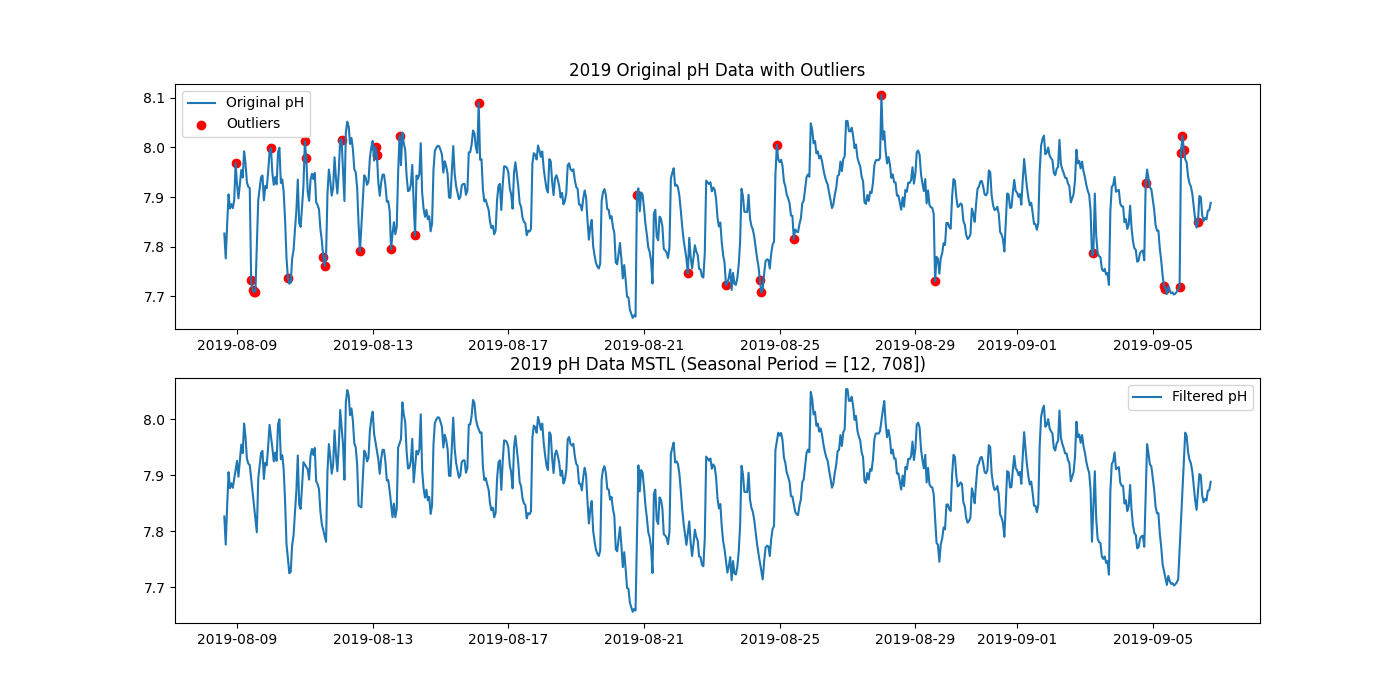 2019 Original pH Data with Outliers
Original pH
Outliers
8.1
8.0
7.9
7.8
7.7
2019-08-09 2019-08-13 2019-08-17 2019-08-21 2019-08-25 2019-08-29 2019-09-01 2019-09-05
2019 pH Data MSTL (Seasonal Period = [12, 708])
Filtered pH
8.0
7.9
7.8
7.7
2019-08-09 2019-08-13 2019-08-17 2019-08-21 2019-08-25 2019-08-29 2019-09-01 2019-09-05